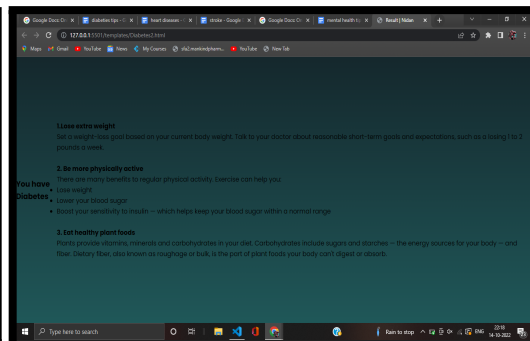 Google Docs: On
diabetes tips - G
heart diseases - G
stroke - Google
Google Docs: On
mental health tip
Result | Nidan
127.0.0.1:5501/templates/Diabetes2.html
Maps
Gmail
YouTube
News
My Courses
YouTube
New Tab
1.Lose extra weight
Set a weight-loss goal based on your current body weight. Talk to your doctor about reasonable short-term goals and expectations, such as a losing 1 to 2
pounds a week.
2. Be more physically active
There are many benefits to regular physical activity. Exercise can help you:
You have
Diabetes
Lose weight
Lower your blood sugar
Boost your sensitivity to insulin — which helps keep your blood sugar within a normal range
3. Eat healthy plant foods
Plants provide vitamins, minerals and carbohydrates in your diet. Carbohydrates include sugars and starches — the energy sources for your body — and
fiber. Dietary fiber, also known as roughage or bulk, is the part of plant foods your body can't digest or absorb.
Type here to search
Rain to stop
ENG
22:18
14-10-2022